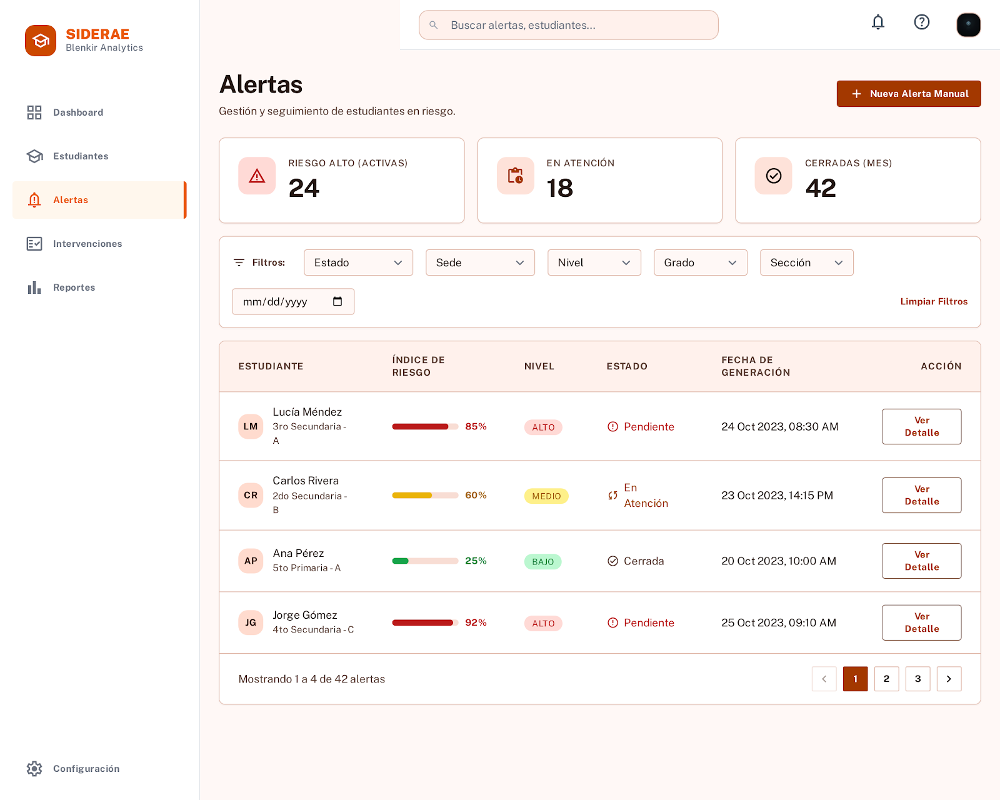 SIDERAE
Blenkir Analytics
Dashboard
Estudiantes
Alertas
Intervenciones
Reportes
Configuración
Buscar alertas, estudiantes...
Alertas
Gestión y seguimiento de estudiantes en riesgo.
Nueva Alerta Manual
RIESGO ALTO (ACTIVAS)
24
EN ATENCIÓN
18
CERRADAS (MES)
42
Filtros:
Estado
Sede
Nivel
Grado
Sección
mm/dd/yyyy
Limpiar Filtros
ESTUDIANTE
ÍNDICE DE
RIESGO
NIVEL
ESTADO
FECHA DE
GENERACIÓN
ACCIÓN
LM
Lucía Méndez
3ro Secundaria -
A
85%
ALTO
Pendiente
24 Oct 2023, 08:30 AM
Ver
Detalle
CR
Carlos Rivera
2do Secundaria -
B
60%
MEDIO
En
Atención
23 Oct 2023, 14:15 PM
Ver
Detalle
AP
Ana Pérez
5to Primaria - A
25%
BAJO
Cerrada
20 Oct 2023, 10:00 AM
Ver
Detalle
JG
Jorge Gómez
4to Secundaria - C
92%
ALTO
Pendiente
25 Oct 2023, 09:10 AM
Ver
Detalle
Mostrando 1 a 4 de 42 alertas
1
2
3